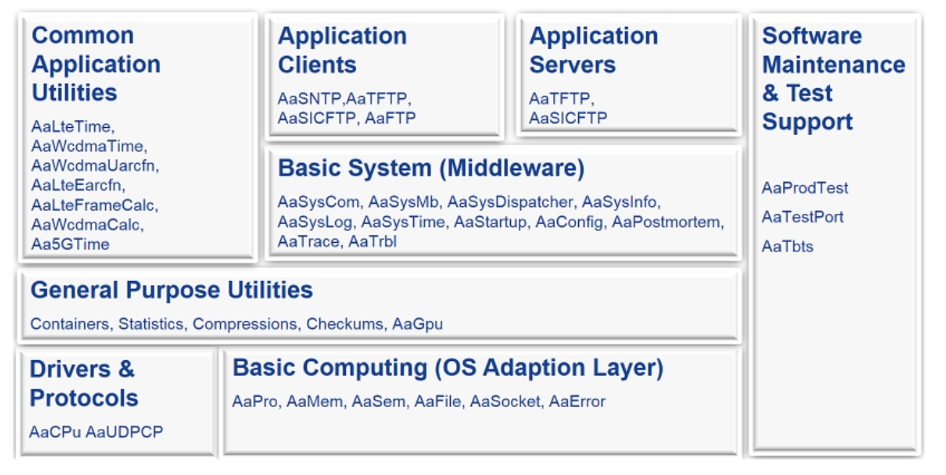 Common
Application
Utilities
AaLteTime,
AaWcdmaTime,
AaWcdmaUarcfn,
AaLteEarcfn,
AaLteFrameCalc,
AaWcdmaCalc,
Aa5GTime
Application
Clients
AaSNTP,AaTFTP,
AaSICFTP, AaFTP
Application
Servers
AaTFTP,
AaSICFTP
Software
Maintenance
& Test
Support
AaProdTest
AaTestPort
AaTbts
Basic System (Middleware)
AaSysCom, AaSysMb, AaSysDispatcher, AaSysInfo,
AaSysLog, AaSysTime, AaStartup, AaConfig, AaPostmortem,
AaTrace, AaTrbl
General Purpose Utilities
Containers, Statistics, Compressions, Checkums, AaGpu
Drivers &
Protocols
AaCPu AaUDPCP
Basic Computing (OS Adaption Layer)
AaPro, AaMem, AaSem, AaFile, AaSocket, AaError